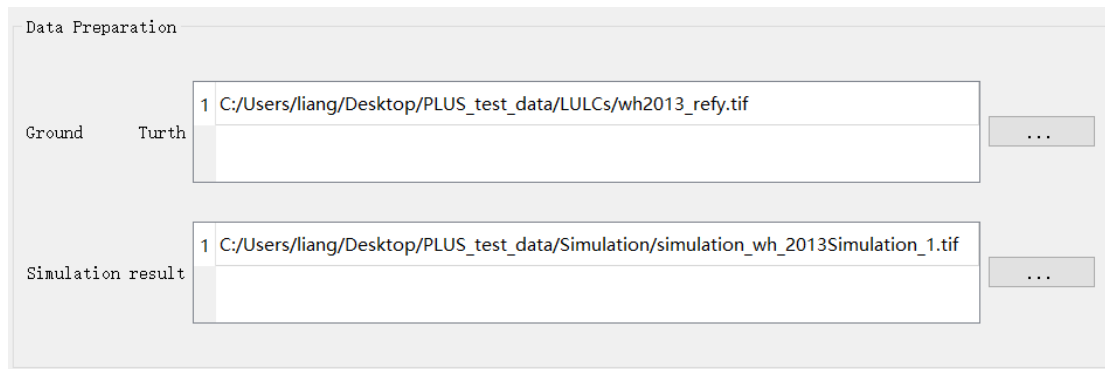 Data Preparation
1 C:/Users/liang/Desktop/PLUS_test_data/LULCs/wh2013_refy.tif
Ground Turth ...
1 C:/Users/liang/Desktop/PLUS_test_data/Simulation/simulation_wh_2013Simulation_1.tif
Simulation result ...